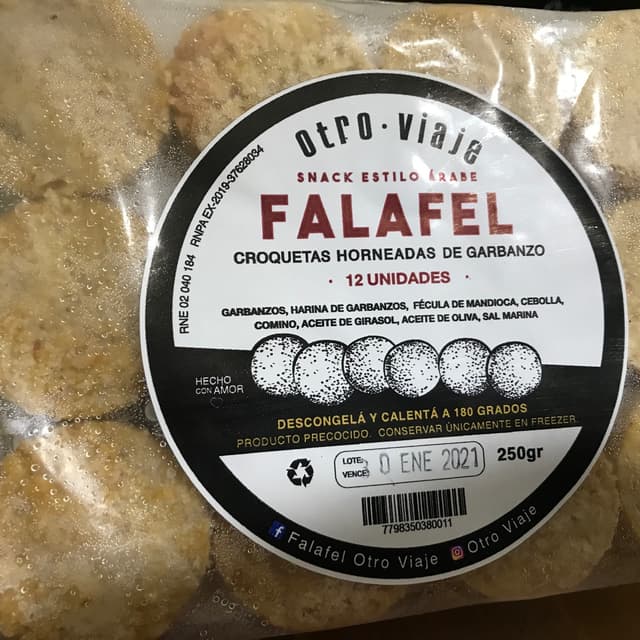 Otro · Viaje
SNACK ESTILO ÁRABE
FALAFEL
CROQUETAS HORNEADAS DE GARBANZO
· 12 UNIDADES ·
GARBANZOS, HARINA DE GARBANZOS, FÉCULA DE MANDIOCA, CEBOLLA,
COMINO, ACEITE DE GIRASOL, ACEITE DE OLIVA, SAL MARINA
RNE 02 040 184 RNPA EX-2019-37628034
HECHO
CON AMOR
DESCONGELÁ Y CALENTÁ A 180 GRADOS
PRODUCTO PRECOCIDO. CONSERVAR ÚNICAMENTE EN FREEZER.
LOTE:
VENCE:
0 ENE 2021
250gr
7798350380011
Falafel Otro Viaje Otro Viaje